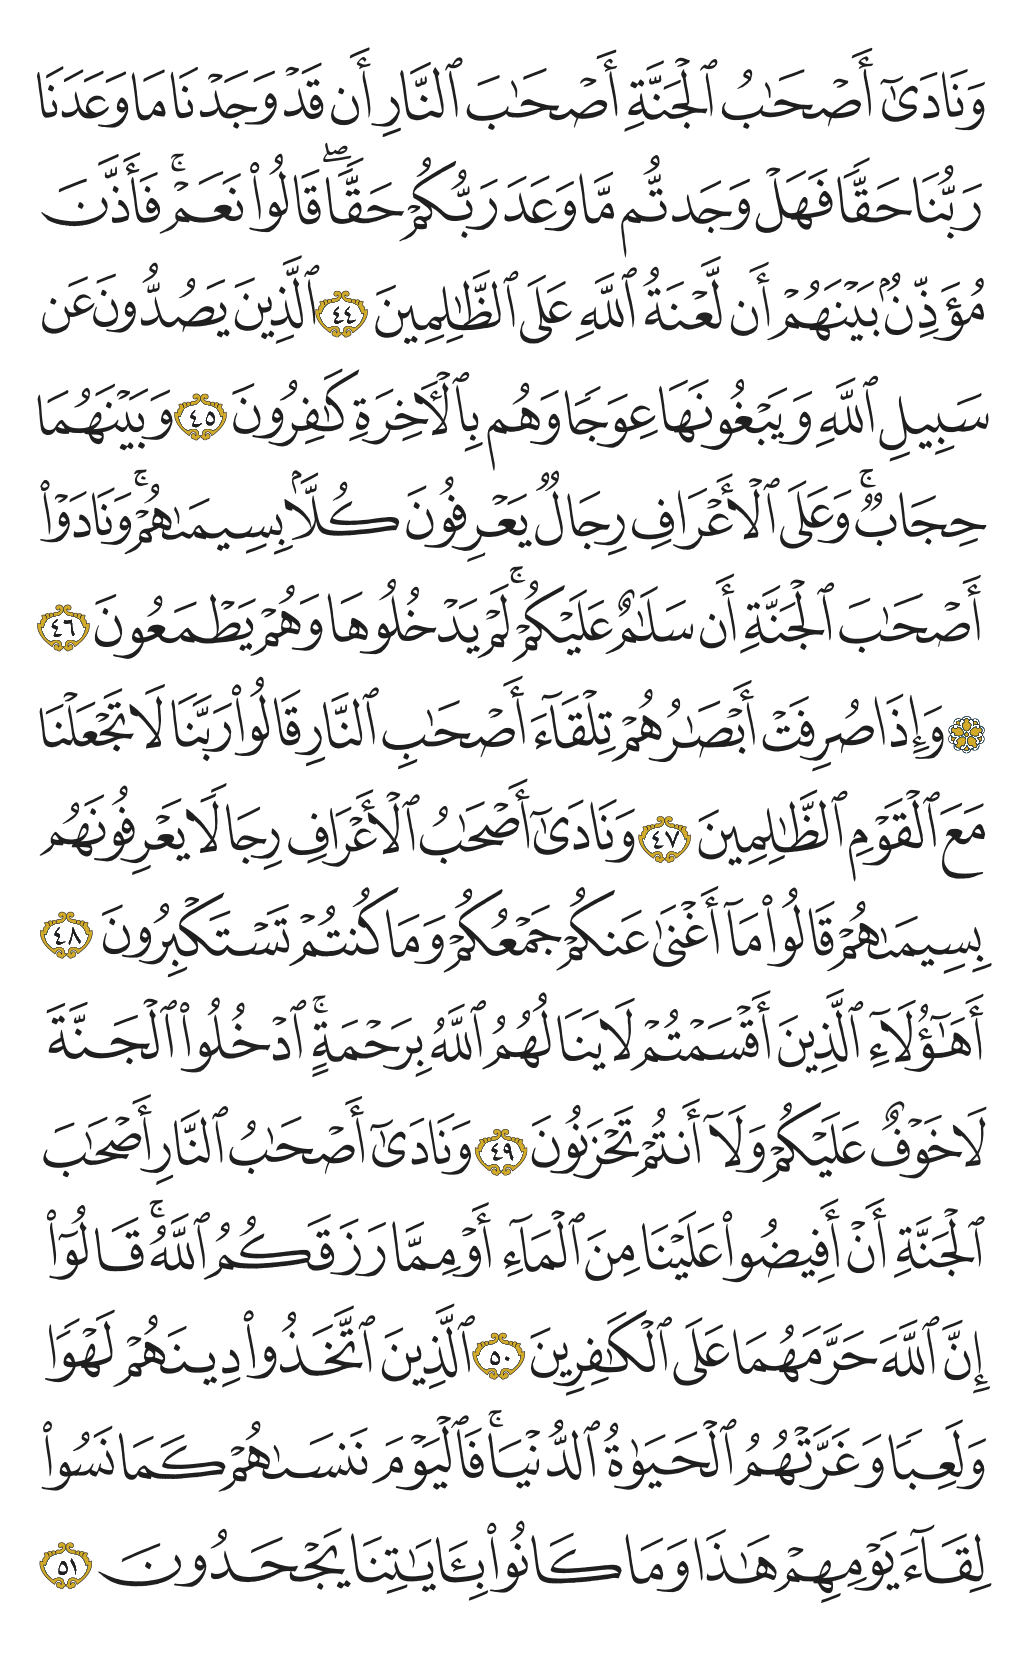 وَنَادَىٰٓ أَصْحَـٰبُ ٱلْجَنَّةِ أَصْحَـٰبَ ٱلنَّارِ أَن قَدْ وَجَدْنَا مَا وَعَدَنَا
رَبُّنَا حَقًّا فَهَلْ وَجَدتُّم مَّا وَعَدَ رَبُّكُمْ حَقًّاۖ قَالُوا۟ نَعَمْۚ فَأَذَّنَ
مُؤَذِّنٌۢ بَيْنَهُمْ أَن لَّعْنَةُ ٱللَّهِ عَلَى ٱلظَّـٰلِمِينَ ٤٤ ٱلَّذِينَ يَصُدُّونَ عَن
سَبِيلِ ٱللَّهِ وَيَبْغُونَهَا عِوَجًا وَهُم بِٱلْـَٔاخِرَةِ كَـٰفِرُونَ ٤٥ وَبَيْنَهُمَا
حِجَابٌۚ وَعَلَى ٱلْأَعْرَافِ رِجَالٌ يَعْرِفُونَ كُلًّۢا بِسِيمَىٰهُمْۚ وَنَادَوْا۟
أَصْحَـٰبَ ٱلْجَنَّةِ أَن سَلَـٰمٌ عَلَيْكُمْۚ لَمْ يَدْخُلُوهَا وَهُمْ يَطْمَعُونَ ٤٦
۞ وَإِذَا صُرِفَتْ أَبْصَـٰرُهُمْ تِلْقَآءَ أَصْحَـٰبِ ٱلنَّارِ قَالُوا۟ رَبَّنَا لَا تَجْعَلْنَا
مَعَ ٱلْقَوْمِ ٱلظَّـٰلِمِينَ ٤٧ وَنَادَىٰٓ أَصْحَـٰبُ ٱلْأَعْرَافِ رِجَالًا يَعْرِفُونَهُم
بِسِيمَىٰهُمْ قَالُوا۟ مَآ أَغْنَىٰ عَنكُمْ جَمْعُكُمْ وَمَا كُنتُمْ تَسْتَكْبِرُونَ ٤٨
أَهَـٰٓؤُلَآءِ ٱلَّذِينَ أَقْسَمْتُمْ لَا يَنَالُهُمُ ٱللَّهُ بِرَحْمَةٍۚ ٱدْخُلُوا۟ ٱلْجَنَّةَ
لَا خَوْفٌ عَلَيْكُمْ وَلَآ أَنتُمْ تَحْزَنُونَ ٤٩ وَنَادَىٰٓ أَصْحَـٰبُ ٱلنَّارِ أَصْحَـٰبَ
ٱلْجَنَّةِ أَنْ أَفِيضُوا۟ عَلَيْنَا مِنَ ٱلْمَآءِ أَوْ مِمَّا رَزَقَكُمُ ٱللَّهُۚ قَالُوٓا۟
إِنَّ ٱللَّهَ حَرَّمَهُمَا عَلَى ٱلْكَـٰفِرِينَ ٥٠ ٱلَّذِينَ ٱتَّخَذُوا۟ دِينَهُمْ لَهْوًا
وَلَعِبًا وَغَرَّتْهُمُ ٱلْحَيَوٰةُ ٱلدُّنْيَاۚ فَٱلْيَوْمَ نَنسَىٰهُمْ كَمَا نَسُوا۟
لِقَآءَ يَوْمِهِمْ هَـٰذَا وَمَا كَانُوا۟ بِـَٔايَـٰتِنَا يَجْحَدُونَ ٥١